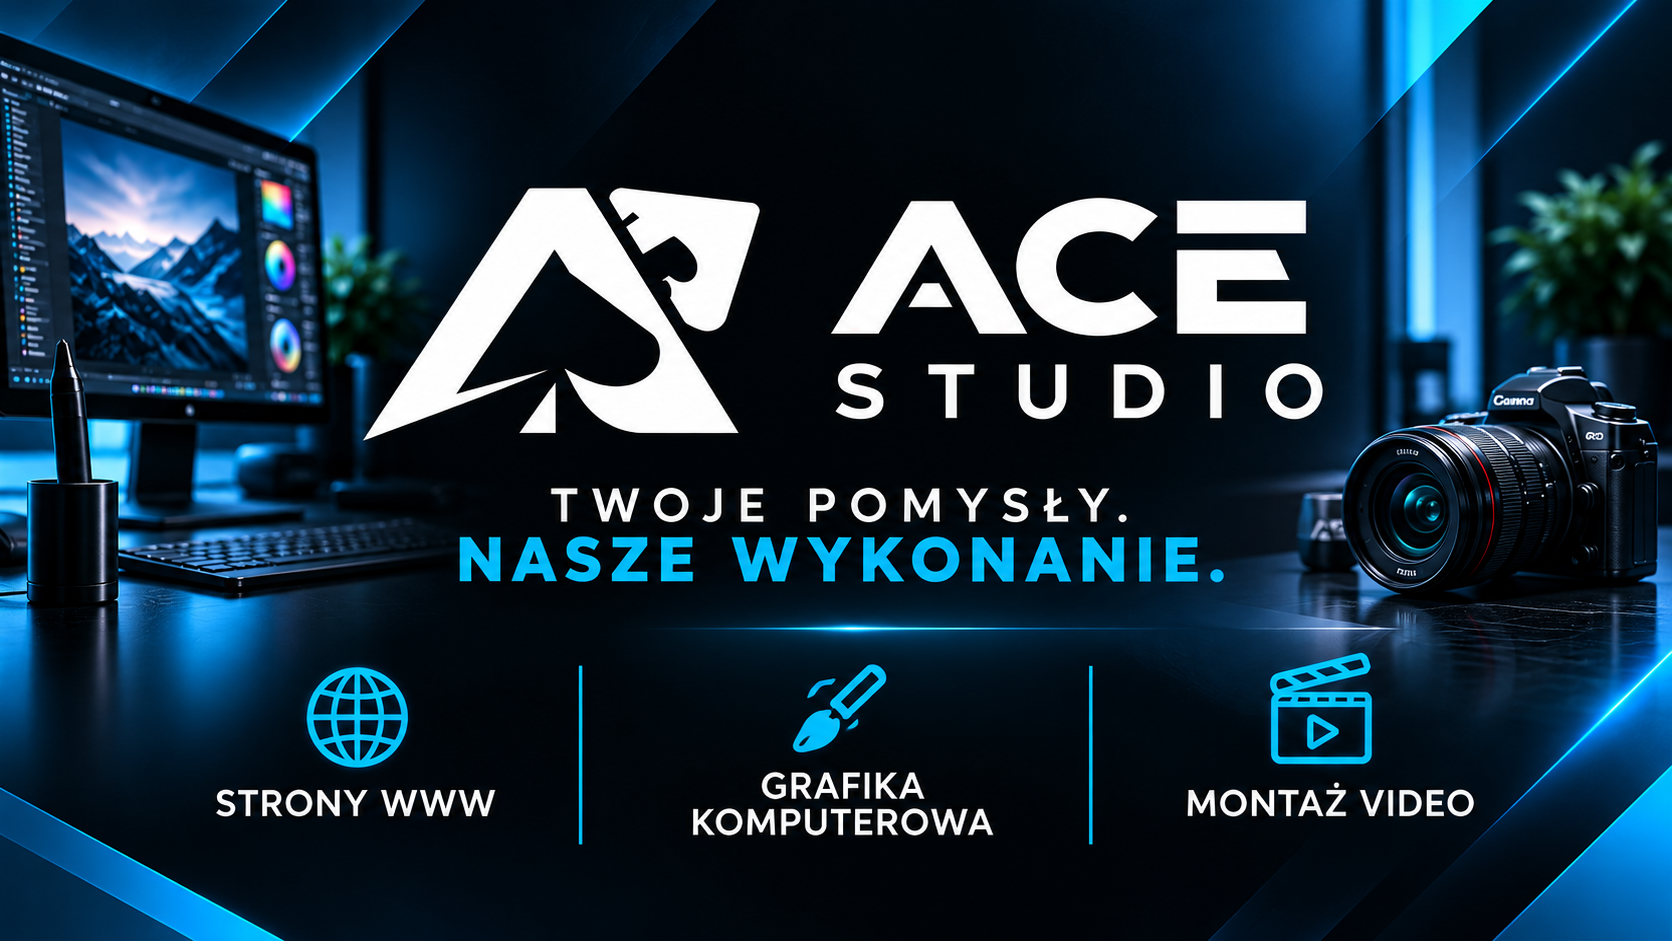 ACE
STUDIO
TWOJE POMYSŁY.
NASZE WYKONANIE.
STRONY WWW
GRAFIKA
KOMPUTEROWA
MONTAŻ VIDEO